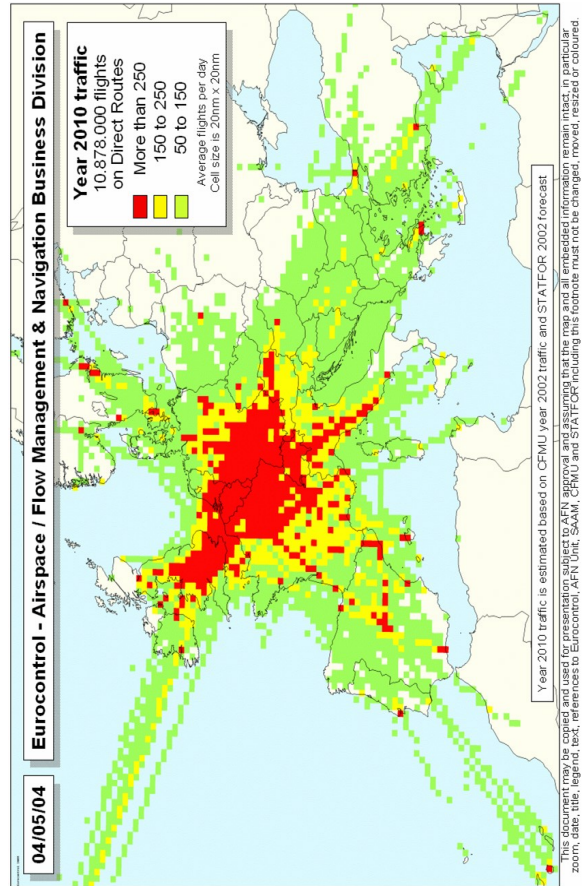 04/05/04
Eurocontrol - Airspace / Flow Management & Navigation Business Division
Year 2010 traffic
10.878.000 flights
on Direct Routes
More than 250
150 to 250
50 to 150
Average flights per day
Cell size is 20nm x 20nm
Year 2010 traffic is estimated based on CFMU year 2002 traffic and STATFOR 2002 forecast
This document may be copied and used for presentation subject to AFN approval and assuming that the map and all embedded information remain intact, in particular
zoom, date, title, legend, text, references to Eurocontrol, AFN Unit, SAAM, CFMU and STATFOR including this footnote must not be changed, moved, resized or coloured.